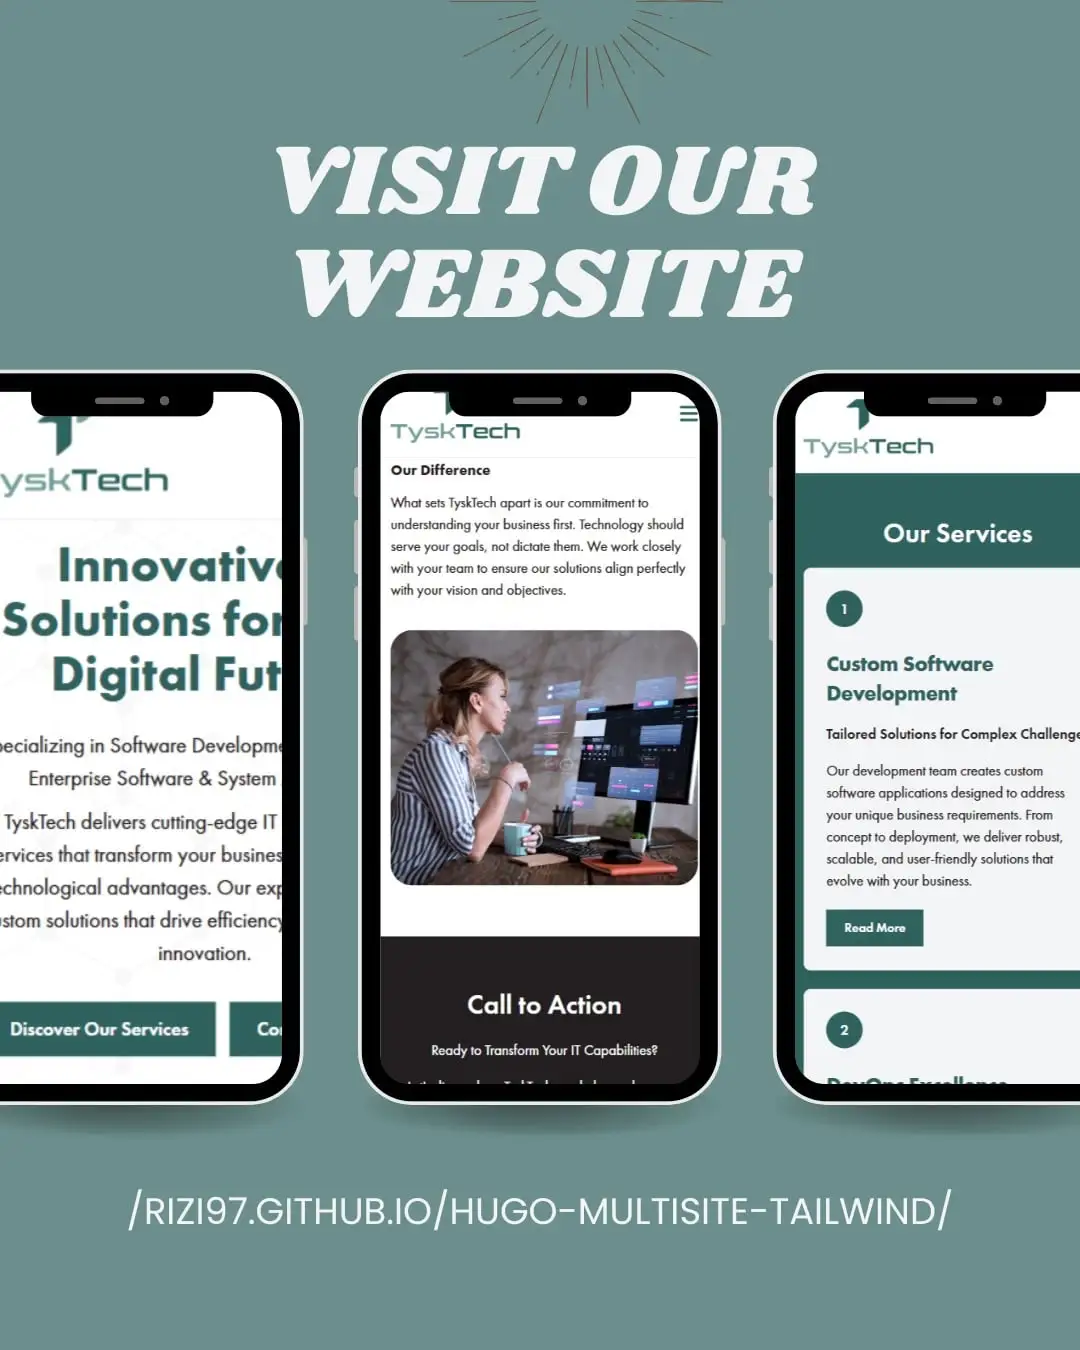 VISIT OUR
WEBSITE
yskTech
Innovativ
Solutions for
Digital Fut
ecializing in Software Developm
Enterprise Software & System
TyskTech delivers cutting-edge IT
ervices that transform your busines
echnological advantages. Our exp
stom solutions that drive efficiency
innovation.
Discover Our Services
Co
TyskTech
Our Difference
What sets TyskTech apart is our commitment to
understanding your business first. Technology should
serve your goals, not dictate them. We work closely
with your team to ensure our solutions align perfectly
with your vision and objectives.
Call to Action
Ready to Transform Your IT Capabilities?
TyskTech
Our Services
1
Custom Software
Development
Tailored Solutions for Complex Challenge
Our development team creates custom
software applications designed to address
your unique business requirements. From
concept to deployment, we deliver robust,
scalable, and user-friendly solutions that
evolve with your business.
Read More
2
DevOps Excellence
/RIZI97.GITHUB.IO/HUGO-MULTISITE-TAILWIND/